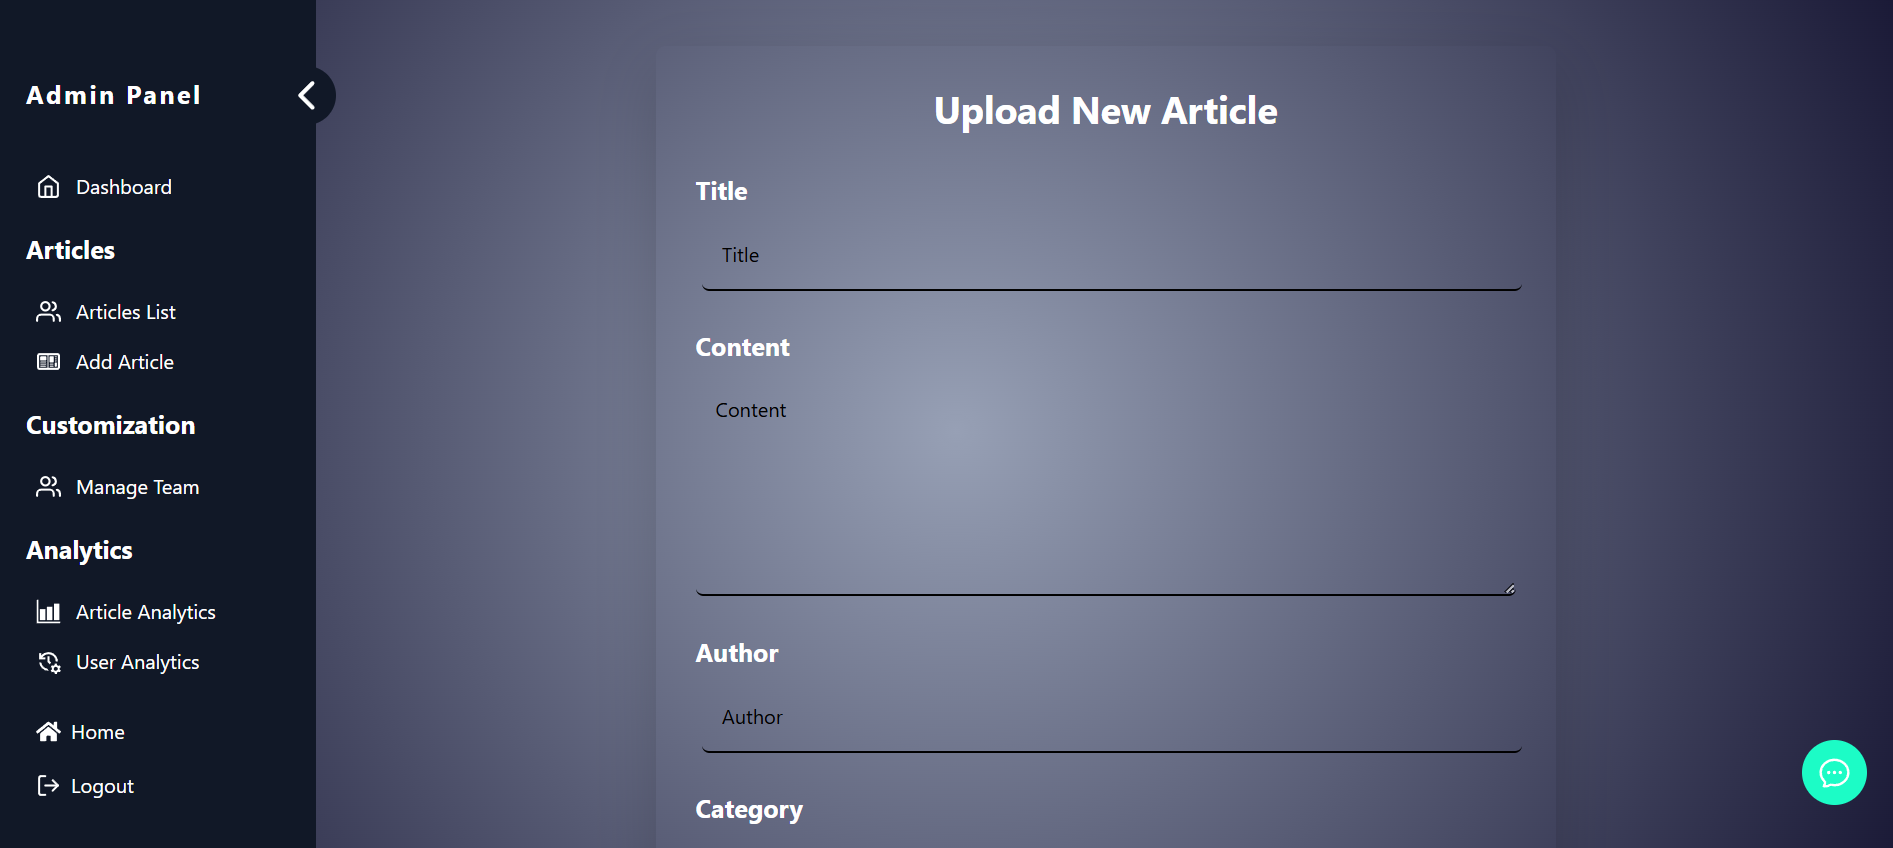 Admin Panel
Dashboard
Articles
Articles List
Add Article
Customization
Manage Team
Analytics
Article Analytics
User Analytics
Home
Logout
Upload New Article
Title
Title
Content
Content
Author
Author
Category